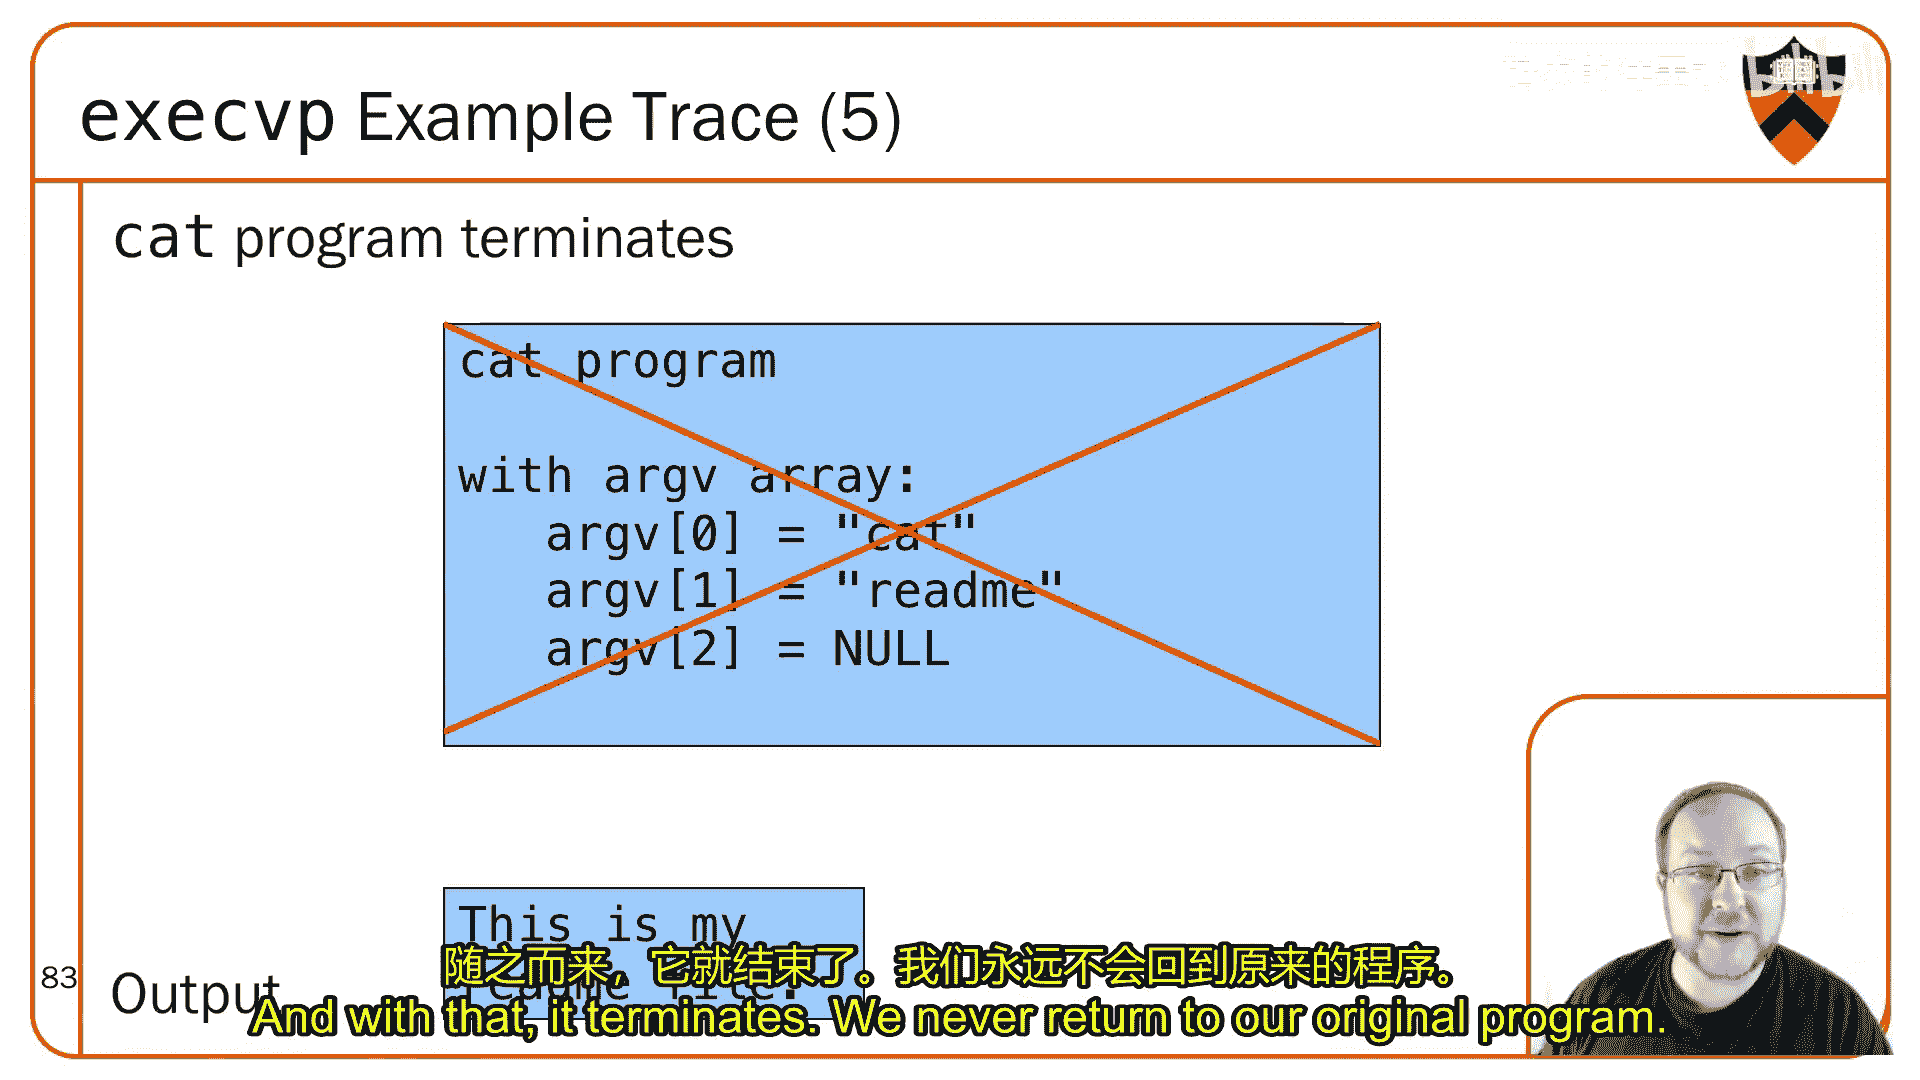 execvp Example Trace (5)
cat program terminates
cat program
with argv array:
argv[0] = "cat"
argv[1] = "readme"
argv[2] = NULL
This is my
readme file.
83
Output
随之而来，它就结束了。我们永远不会回到原来的程序。
And with that, it terminates. We never return to our original program.